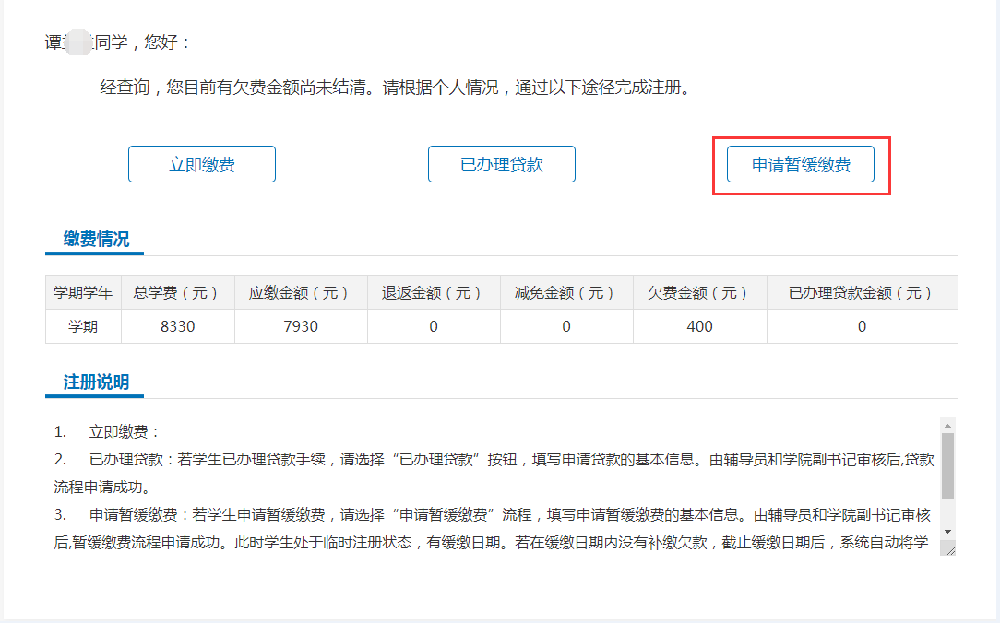 谭 同学，您好：
经查询，您目前有欠费金额尚未结清。请根据个人情况，通过以下途径完成注册。
立即缴费 已办理贷款 申请暂缓缴费
缴费情况
学期学年 总学费（元） 应缴金额（元） 退返金额（元） 减免金额（元） 欠费金额（元） 已办理贷款金额（元）
学期 8330 7930 0 0 400 0
注册说明
1. 立即缴费：
2. 已办理贷款：若学生已办理贷款手续，请选择“已办理贷款”按钮，填写申请贷款的基本信息。由辅导员和学院副书记审核后,贷款
流程申请成功。
3. 申请暂缓缴费：若学生申请暂缓缴费，请选择“申请暂缓缴费”流程，填写申请暂缓缴费的基本信息。由辅导员和学院副书记审核
后,暂缓缴费流程申请成功。此时学生处于临时注册状态，有缓缴日期。若在缓缴日期内没有补缴欠款，截止缓缴日期后，系统自动将学